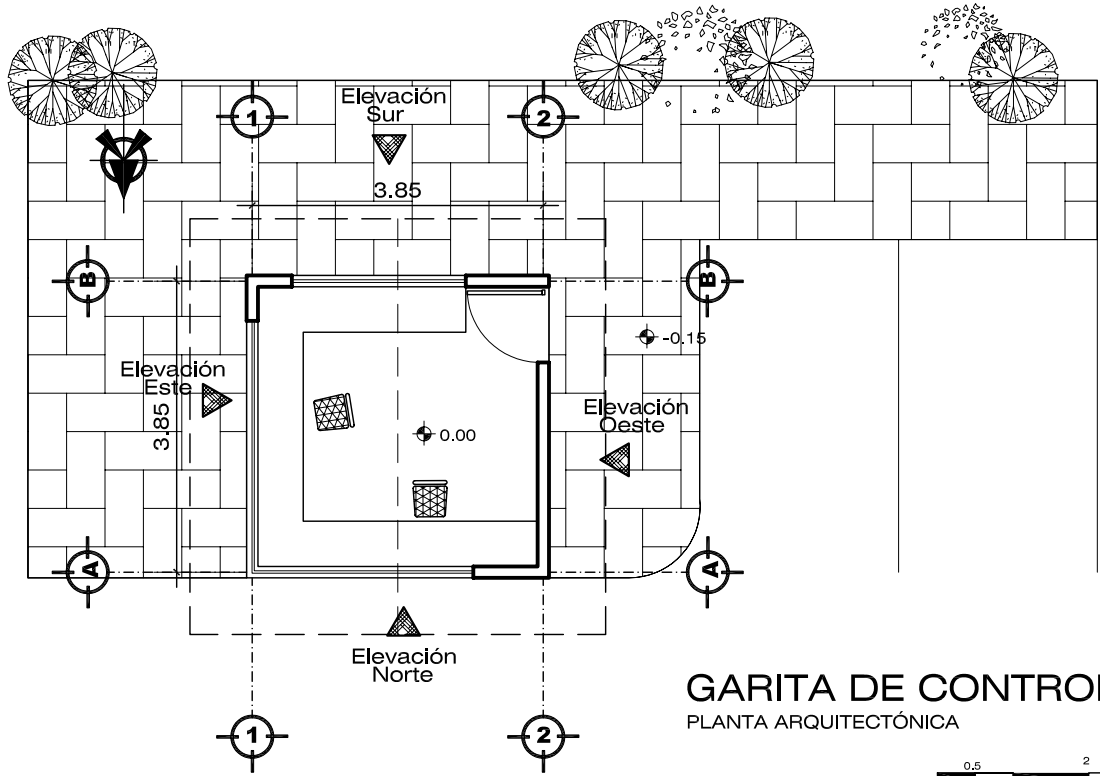 Elevación
Sur
1
2
3.85
B
B
-0.15
Elevación
Este
3.85
Elevación
Oeste
0.00
A
A
Elevación
Norte
1
2
GARITA DE CONTROL
PLANTA ARQUITECTÓNICA
0.5
2